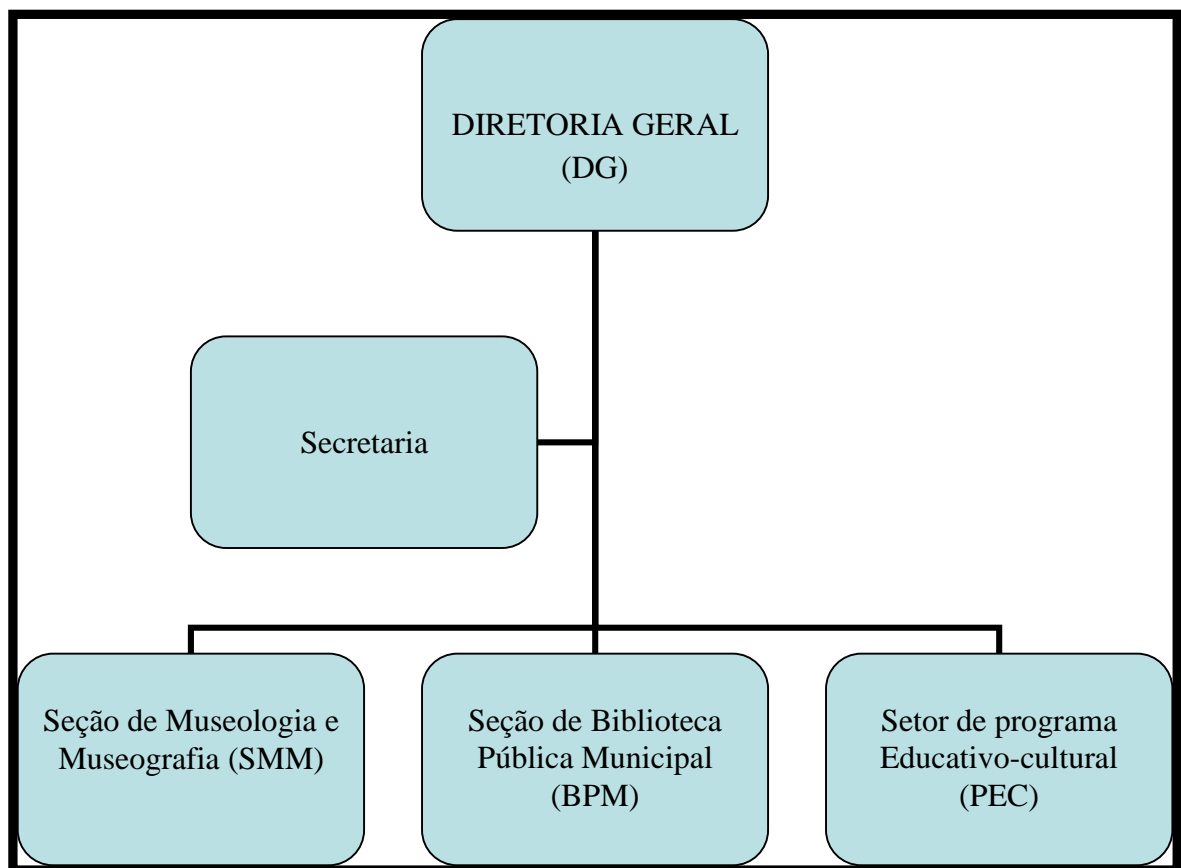 DIRETORIA GERAL
(DG)
Secretaria
Seção de Museologia e
Museografia (SMM)
Seção de Biblioteca
Pública Municipal
(BPM)
Setor de programa
Educativo-cultural
(PEC)